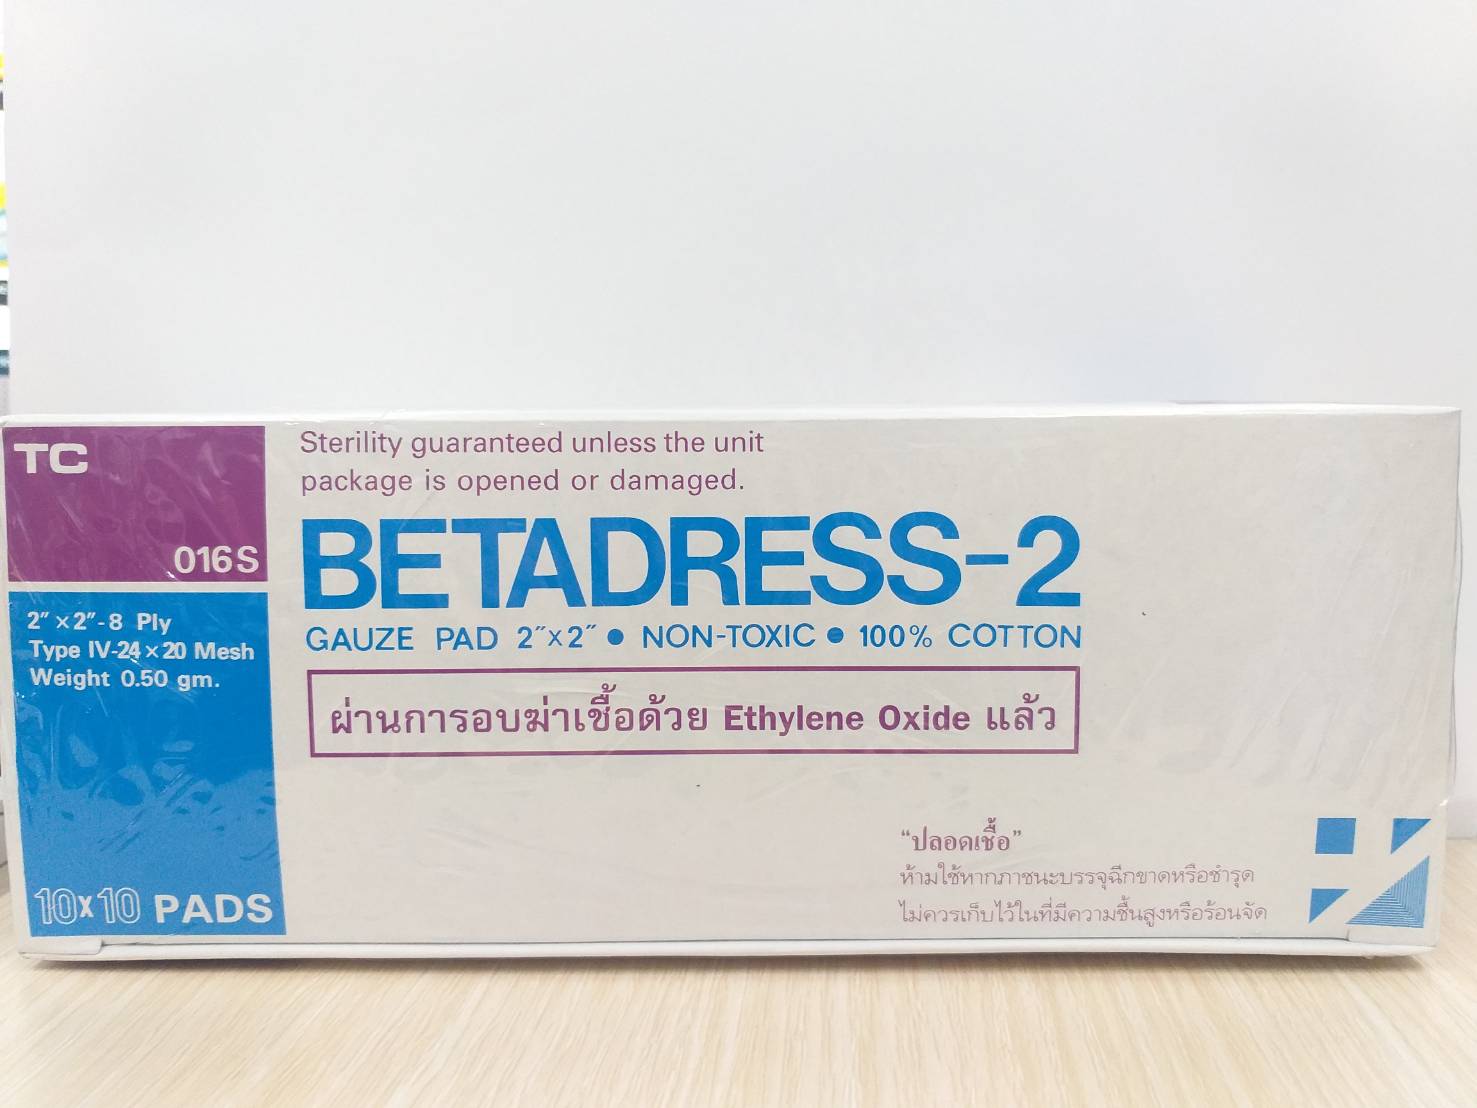 TC
016S
2"×2"-8 Ply
Type IV-24×20 Mesh
Weight 0.50 gm.
10x10 PADS
Sterility guaranteed unless the unit
package is opened or damaged.
BETADRESS-2
GAUZE PAD 2"×2" • NON-TOXIC • 100% COTTON
ผ่านการอบฆ่าเชื้อด้วย Ethylene Oxide แล้ว
"ปลอดเชื้อ"
ห้ามใช้หากภาชนะบรรจุฉีกขาดหรือชำรุด
ไม่ควรเก็บไว้ในที่มีความชื้นสูงหรือร้อนจัด